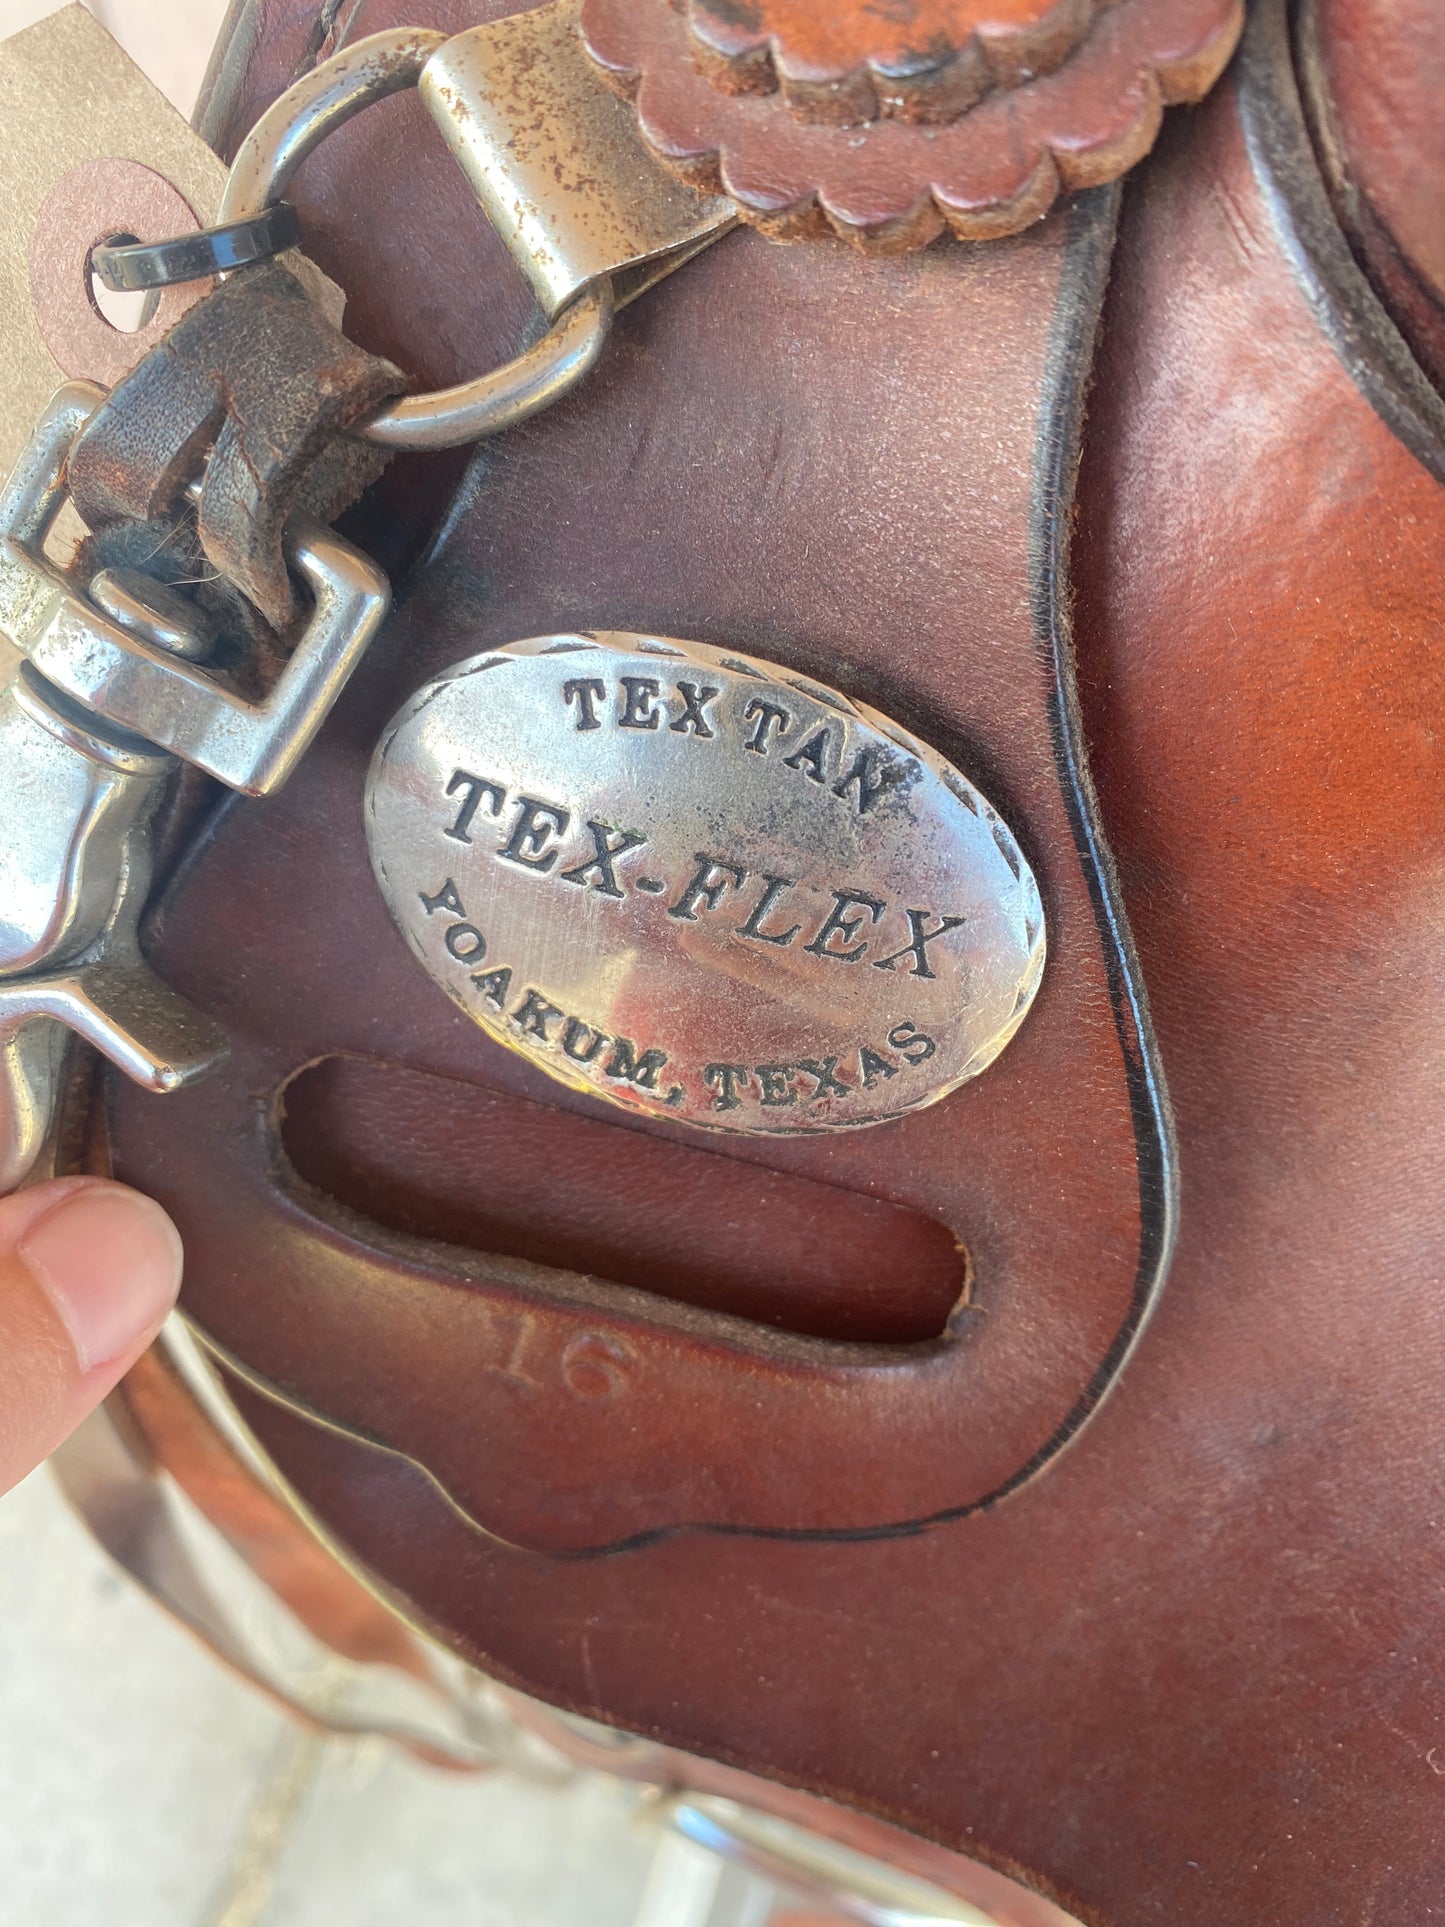 TEX TAN
TEX-FLEX
YOAKUM, TEXAS
16